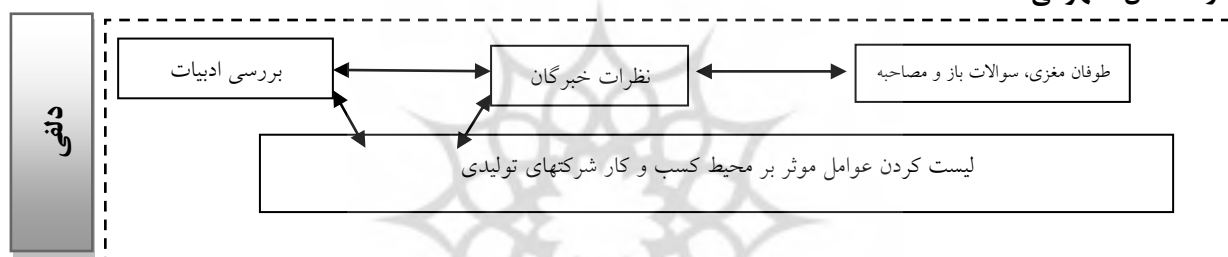 طوفان مغزی، سوالات باز و مصاحبه
نظرات خبرگان
بررسی ادبیات
لیست کردن عوامل موثر بر محیط کسب و کار شرکتهای تولیدی
دلفی